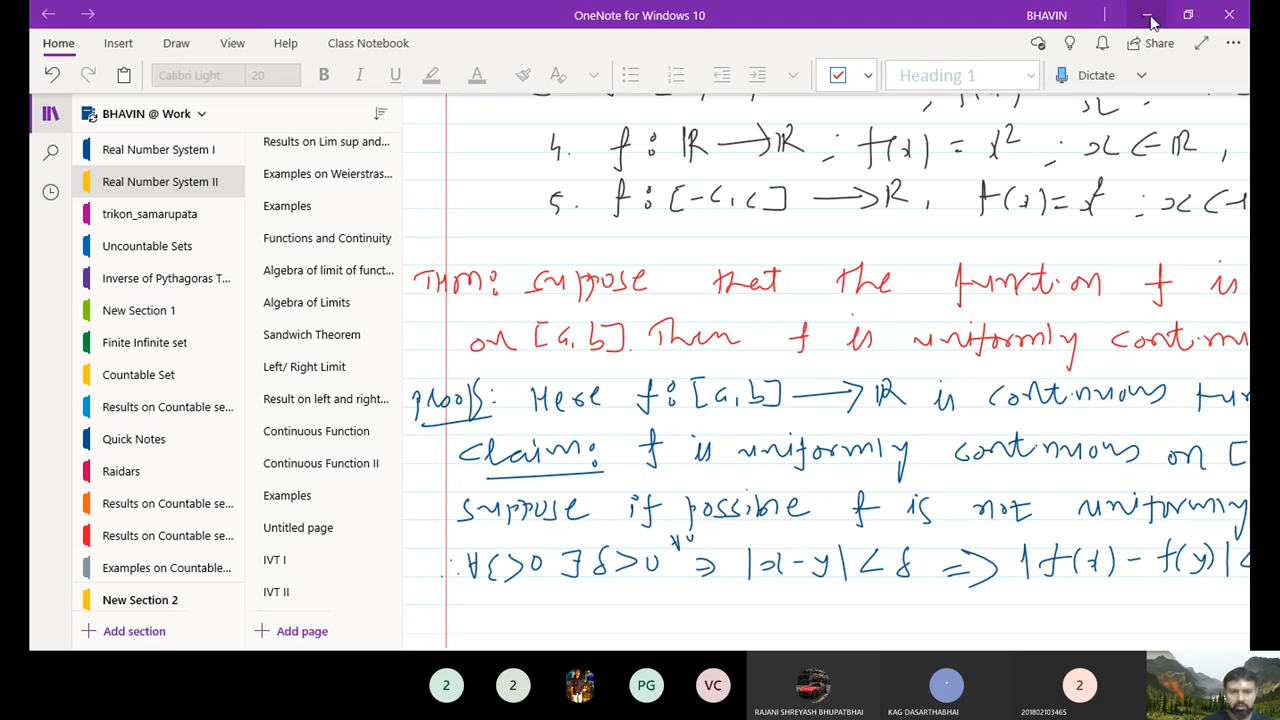 OneNote for Windows 10
BHAVIN
Home Insert Draw View Help Class Notebook
Share
Calibri Light 20 B I U A A
Heading 1
Dictate
BHAVIN @ Work
Real Number System I
Real Number System II
trikon_samarupata
Uncountable Sets
Inverse of Pythagoras T...
New Section 1
Finite Infinite set
Countable Set
Results on Countable se...
Quick Notes
Raidars
Results on Countable se...
Results on Countable se...
Examples on Countable...
New Section 2
Add section
Results on Lim sup and...
Examples on Weierstras...
Examples
Functions and Continuity
Algebra of limit of funct...
Algebra of Limits
Sandwich Theorem
Left/ Right Limit
Result on left and right...
Continuous Function
Continuous Function II
Examples
Untitled page
IVT I
IVT II
Add page
4. f : ℝ → ℝ ; f(x) = x² ; x ∈ ℝ,
5. f : [-c, c] → ℝ, f(x) = x² ; x ∈
THM: Suppose that the function f is
on [a, b]. Then f is uniformly continu
proof: Here f : [a, b] → ℝ is continuous fun
claim: f is uniformly continuous on [
suppose if possible f is not uniformly
∴ ∀ ε > 0 ∃ δ > 0 ∋ |x - y| < δ => |f(x) - f(y)| <
2
2
PG
VC
RAJANI SHREYASH BHUPATBHAI
KAG DASARTHABHAI
2
201802103465